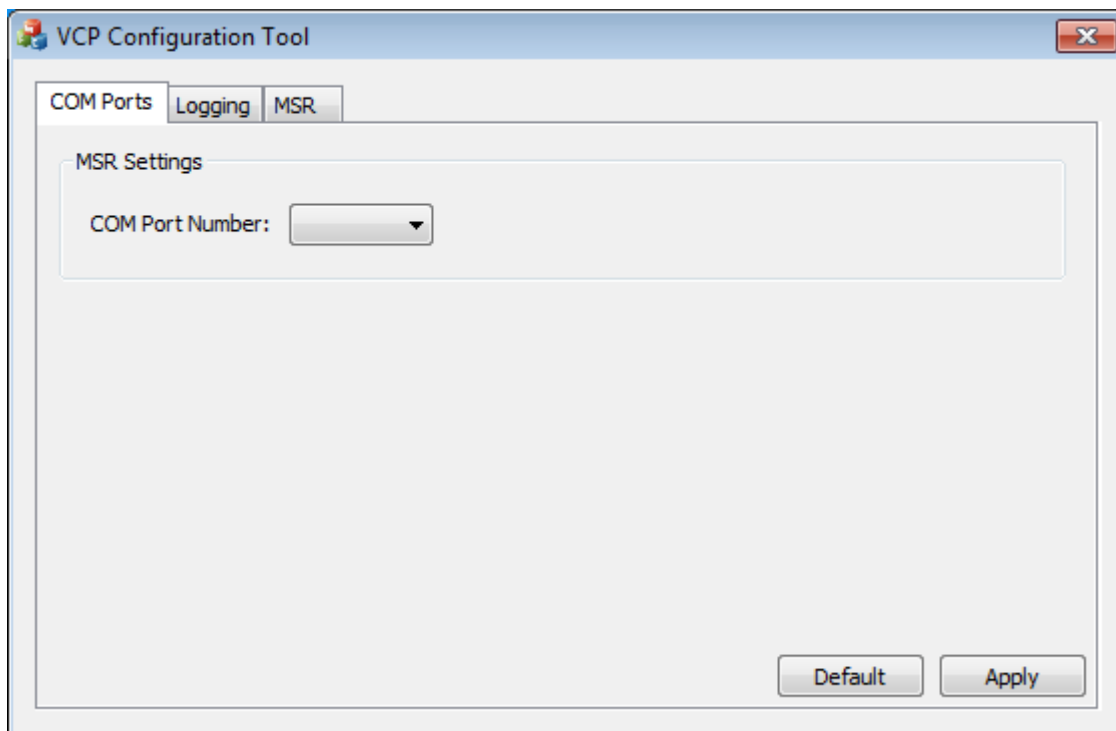 VCP Configuration Tool
COM Ports Logging MSR
MSR Settings
COM Port Number:
Default Apply